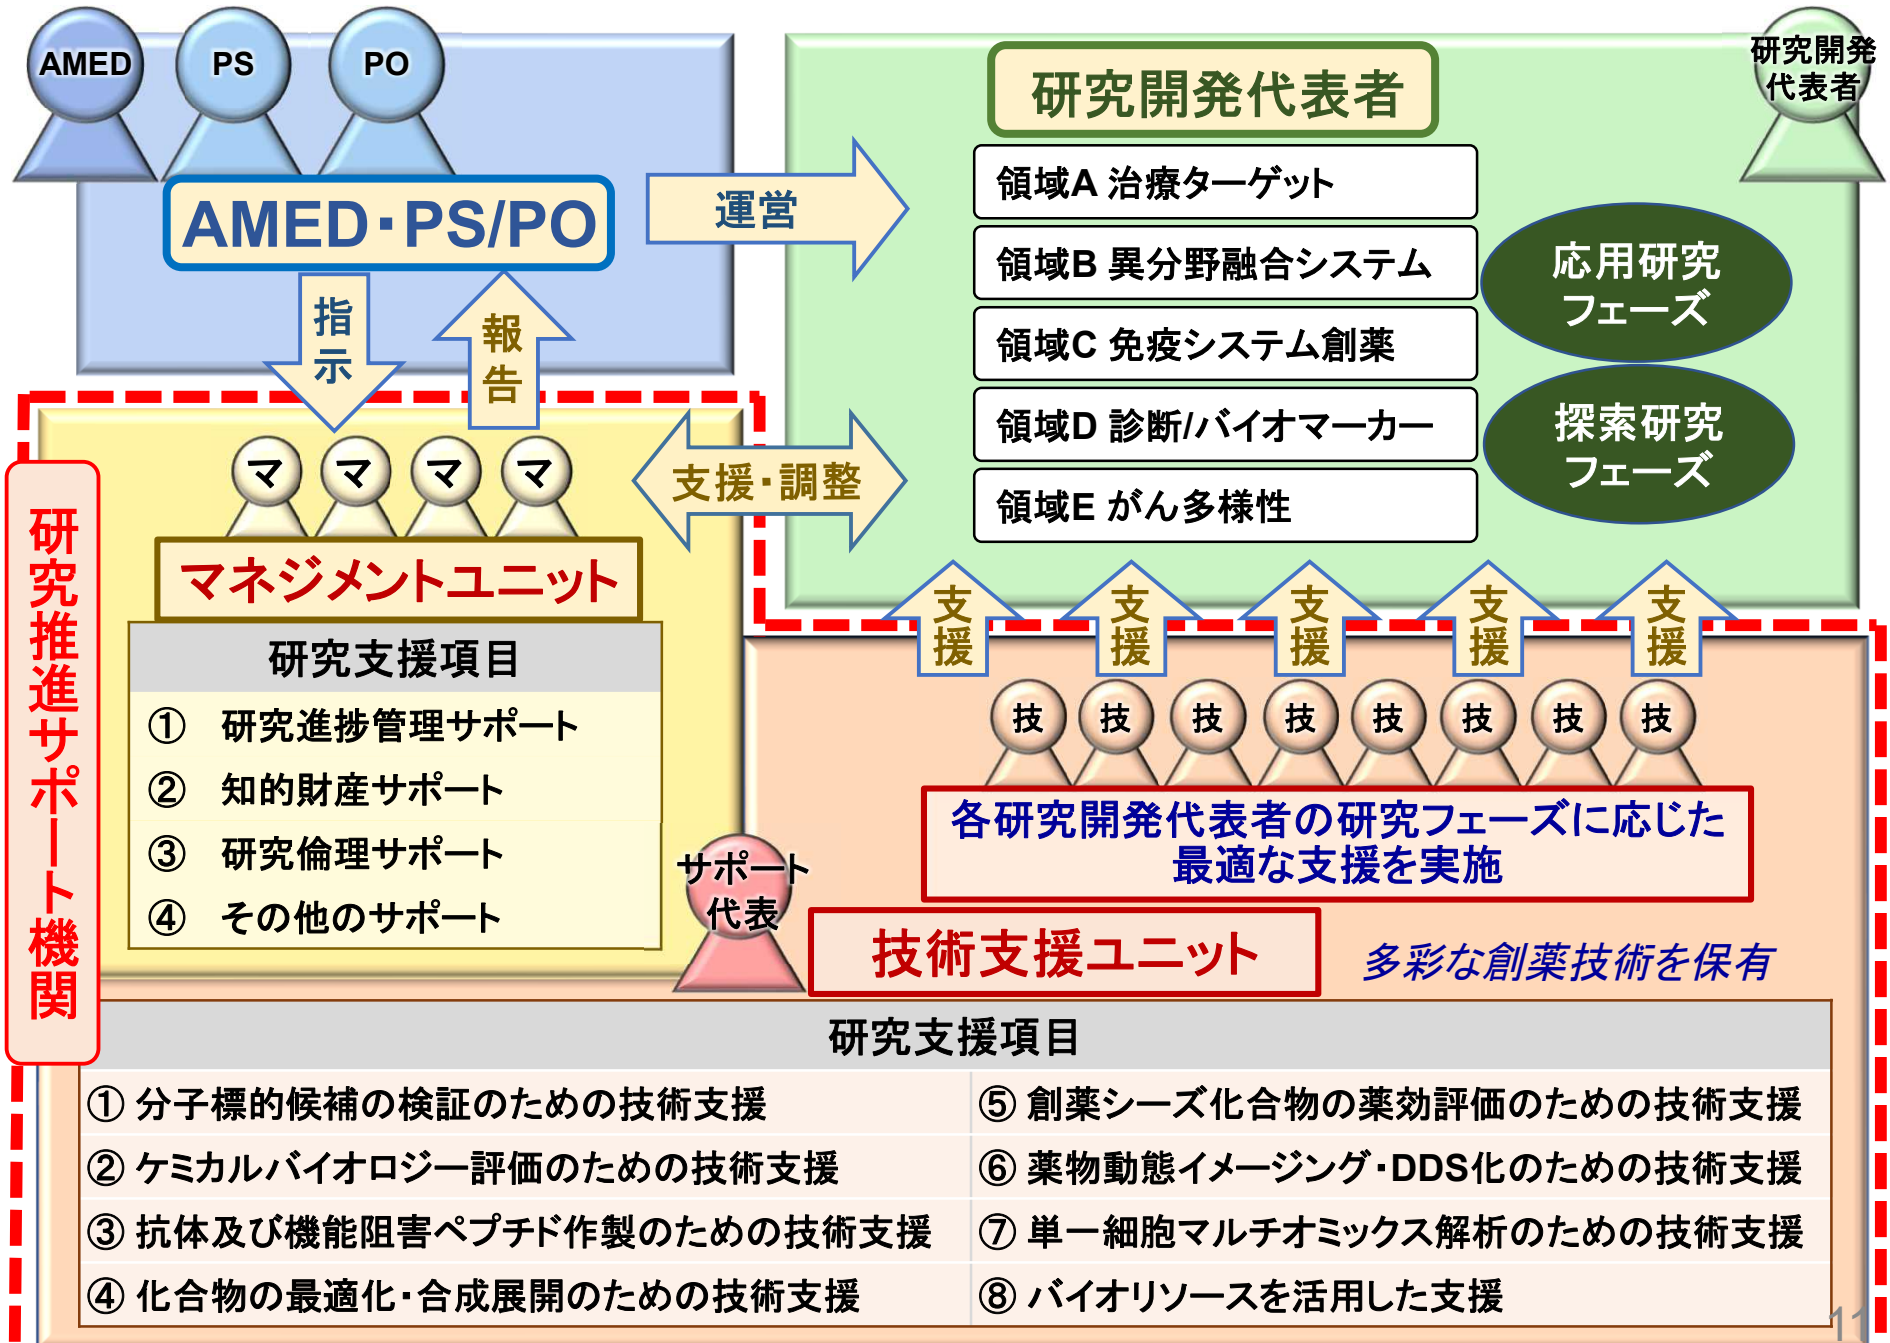 AMED
PS
PO
AMED・PS/PO
運営
指示
報告
研究開発
代表者
研究開発代表者
領域A 治療ターゲット
領域B 異分野融合システム
領域C 免疫システム創薬
領域D 診断/バイオマーカー
領域E がん多様性
応用研究
フェーズ
探索研究
フェーズ
支援・調整
研究推進サポート機関
マ マ マ マ
マネジメントユニット
研究支援項目
① 研究進捗管理サポート
② 知的財産サポート
③ 研究倫理サポート
④ その他のサポート
サポート
代表
支援 支援 支援 支援 支援
技 技 技 技 技 技 技 技
各研究開発代表者の研究フェーズに応じた
最適な支援を実施
技術支援ユニット
多彩な創薬技術を保有
研究支援項目
① 分子標的候補の検証のための技術支援
② ケミカルバイオロジー評価のための技術支援
③ 抗体及び機能阻害ペプチド作製のための技術支援
④ 化合物の最適化・合成展開のための技術支援
⑤ 創薬シーズ化合物の薬効評価のための技術支援
⑥ 薬物動態イメージング・DDS化のための技術支援
⑦ 単一細胞マルチオミックス解析のための技術支援
⑧ バイオリソースを活用した支援
11